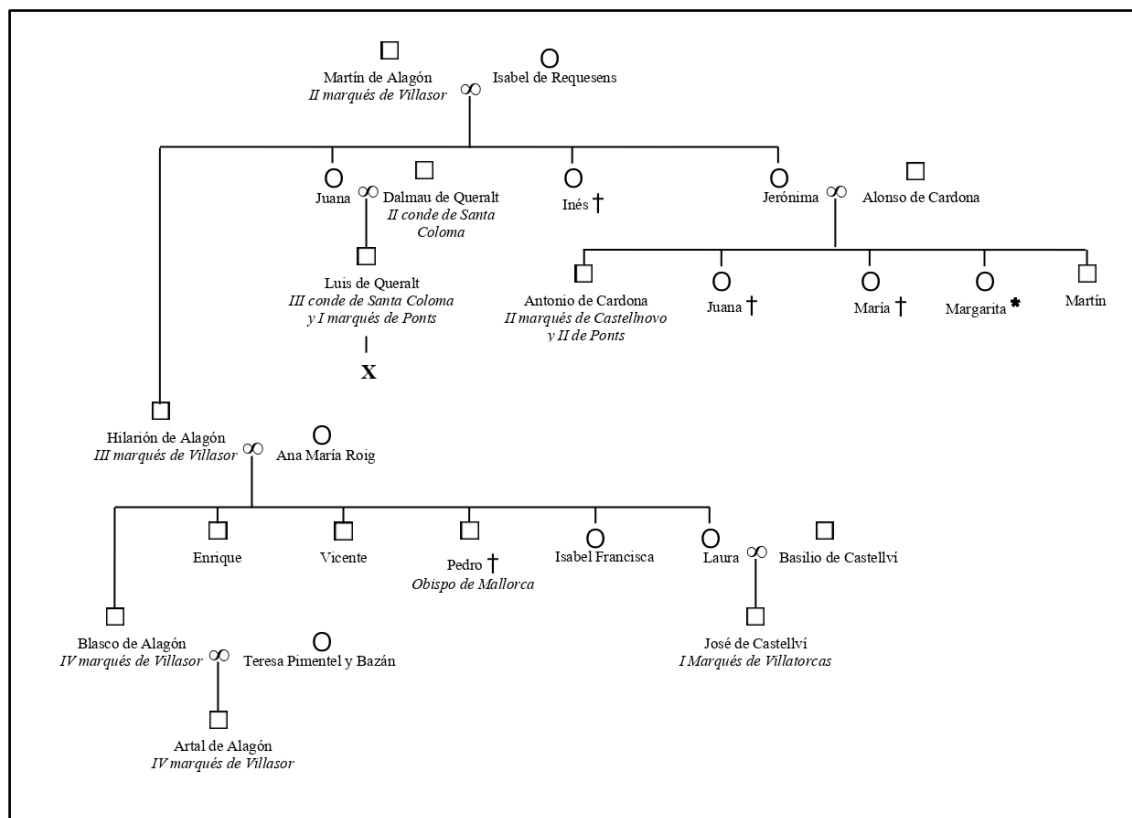 Martín de Alagón
II marqués de Villasor
Isabel de Requesens
Juana
Dalmau de Queralt
II conde de Santa
Coloma
Inés †
Jerónima
Alonso de Cardona
Luis de Queralt
III conde de Santa Coloma
y I marqués de Ponts
X
Antonio de Cardona
II marqués de Castelnovo
y II de Ponts
Juana †
María †
Margarita *
Martín
Hilarión de Alagón
III marqués de Villasor
Ana María Roig
Enrique
Vicente
Pedro †
Obispo de Mallorca
Isabel Francisca
Laura
Basilio de Castellví
Blasco de Alagón
IV marqués de Villasor
Teresa Pimentel y Bazán
José de Castellví
I Marqués de Villatorcas
Artal de Alagón
IV marqués de Villasor